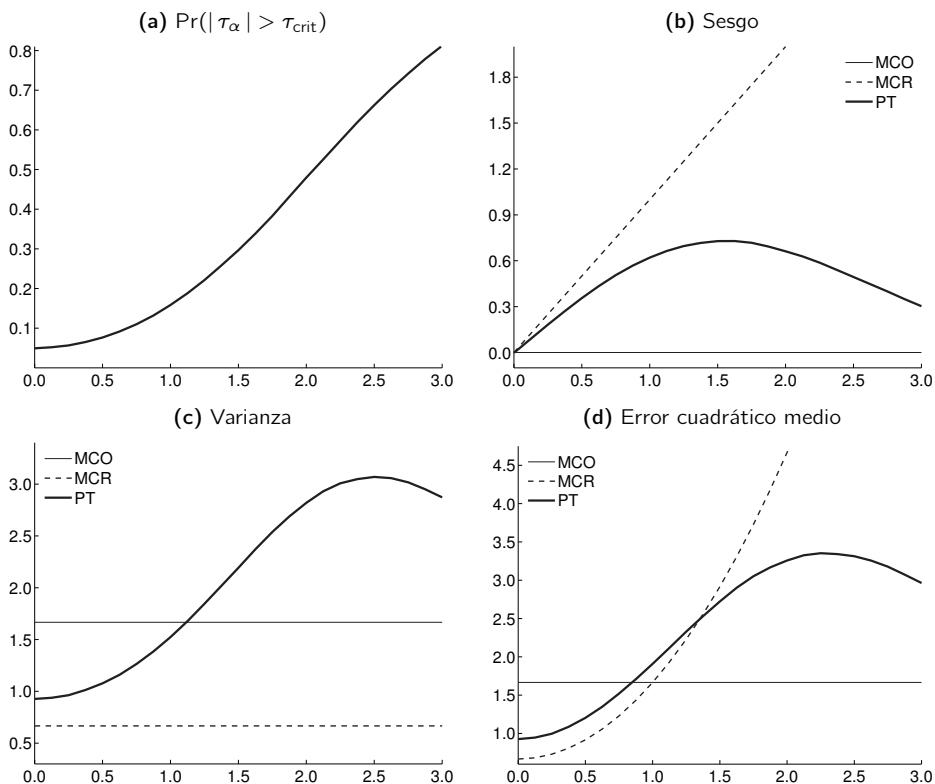 (a) Pr(| τα | > τcrit)
0.8
0.7
0.6
0.5
0.4
0.3
0.2
0.1
0.0 0.5 1.0 1.5 2.0 2.5 3.0
(b) Sesgo
MCO
MCR
PT
1.8
1.5
1.2
0.9
0.6
0.3
0.0
0.0 0.5 1.0 1.5 2.0 2.5 3.0
(c) Varianza
MCO
MCR
PT
3.0
2.5
2.0
1.5
1.0
0.5
0.0 0.5 1.0 1.5 2.0 2.5 3.0
(d) Error cuadrático medio
MCO
MCR
PT
4.5
4.0
3.5
3.0
2.5
2.0
1.5
1.0
0.0 0.5 1.0 1.5 2.0 2.5 3.0